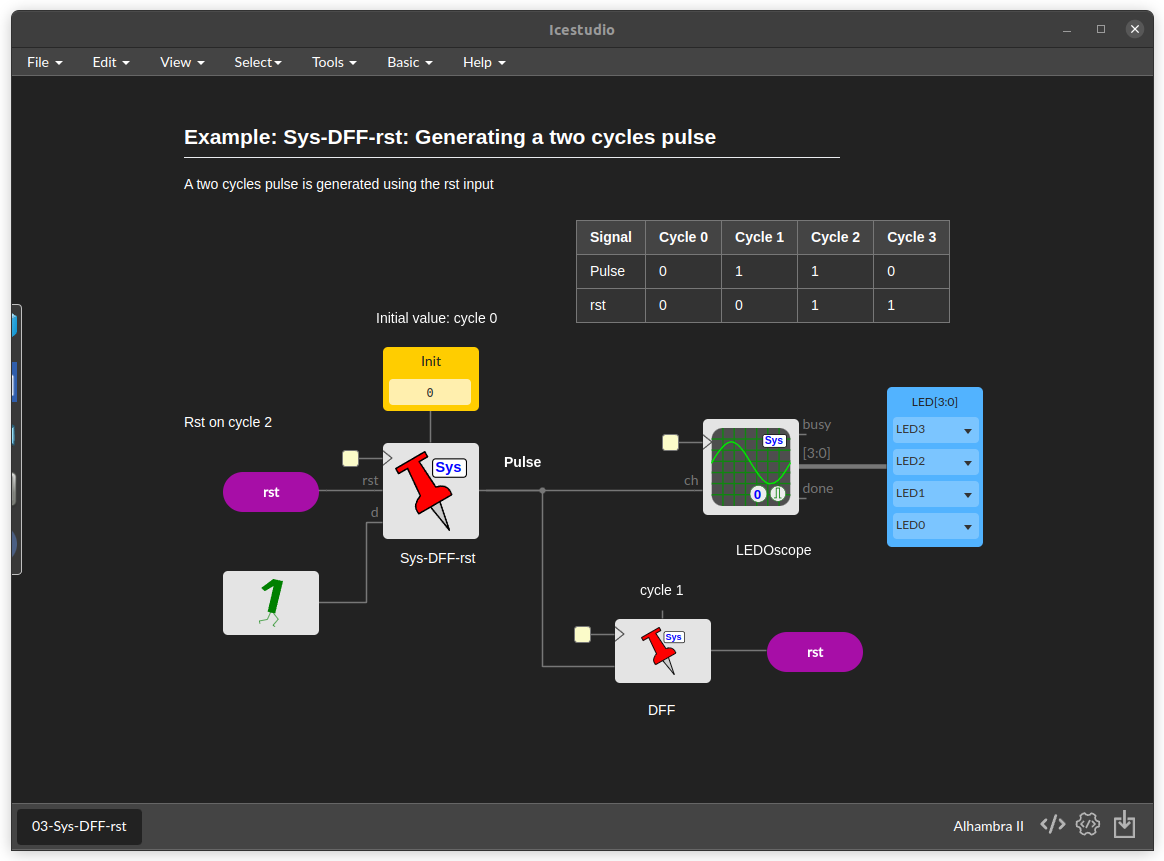 Icestudio
File Edit View Select Tools Basic Help
Example: Sys-DFF-rst: Generating a two cycles pulse
A two cycles pulse is generated using the rst input
Signal Cycle 0 Cycle 1 Cycle 2 Cycle 3
Pulse 0 1 1 0
rst 0 0 1 1
Initial value: cycle 0
Init
0
Rst on cycle 2
rst
rst
d
Sys
Pulse
Sys-DFF-rst
1
ch
Sys
0
busy
[3:0]
done
LEDOscope
LED[3:0]
LED3
LED2
LED1
LED0
cycle 1
Sys
rst
DFF
03-Sys-DFF-rst
Alhambra II